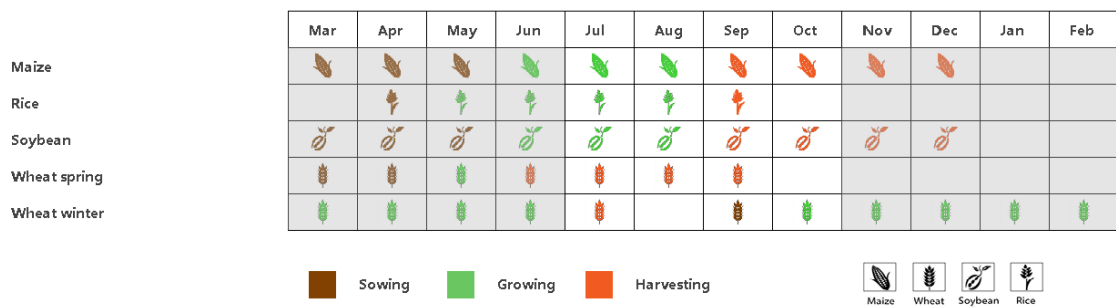 Mar Apr May Jun Jul Aug Sep Oct Nov Dec Jan Feb
Maize
Rice
Soybean
Wheat spring
Wheat winter
Sowing Growing Harvesting
Maize Wheat Soybean Rice